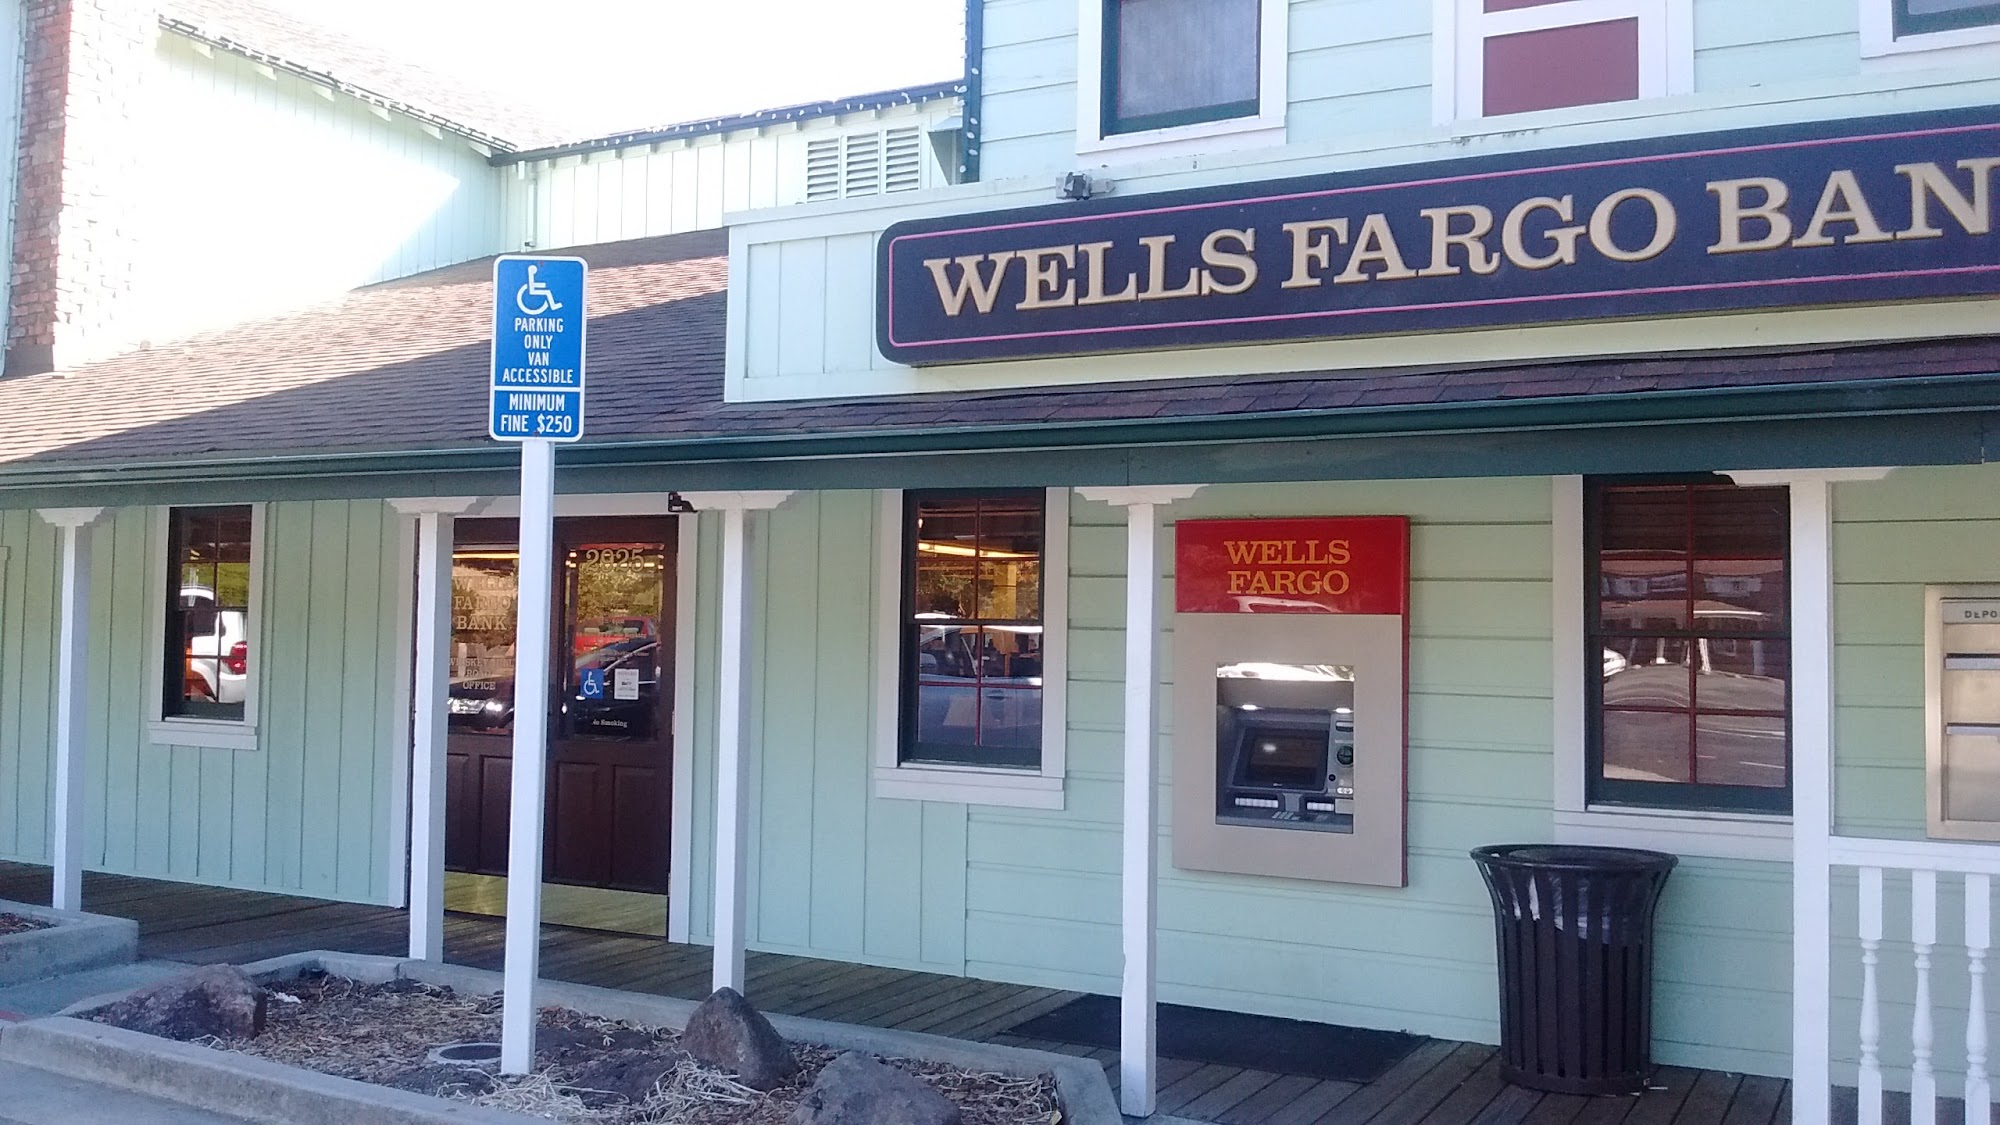 WELLS FARGO BAN
PARKING
ONLY
VAN
ACCESSIBLE
MINIMUM
FINE $250
WELLS
FARGO
2025
FARGO
BANK
OFFICE
No Smoking
DEPO